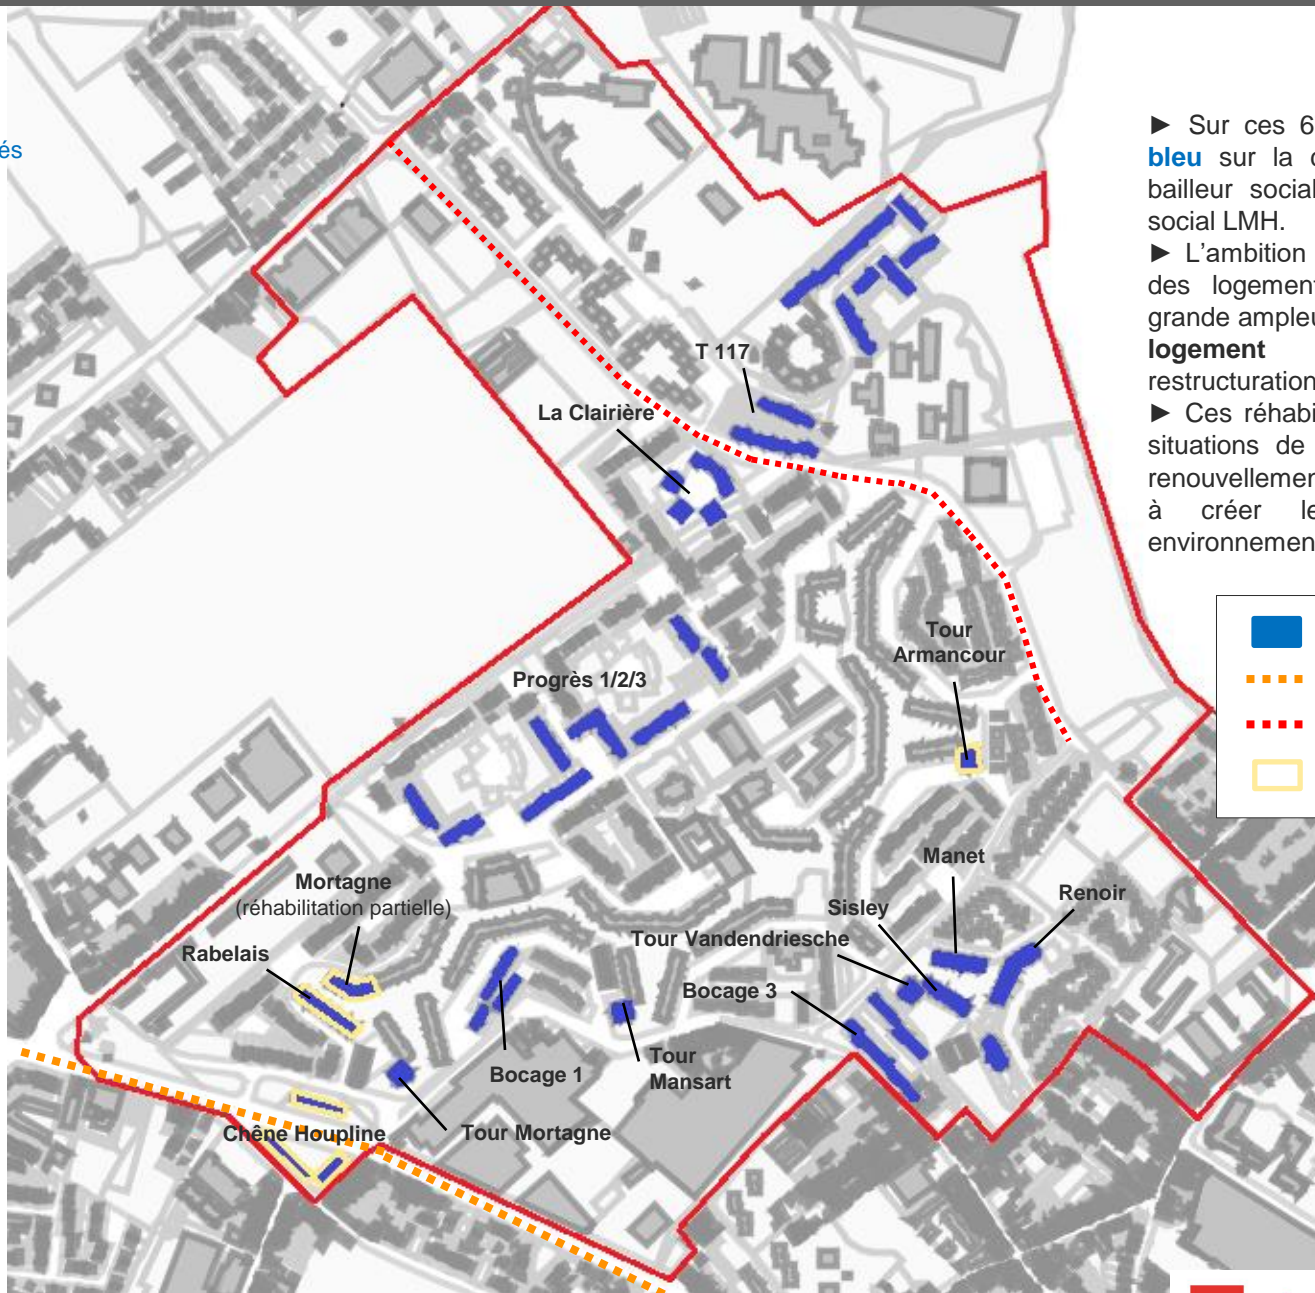 és
► Sur ces 6
bleu sur la
bailleur social
social LMH.
► L'ambition
des logement
grande ampleu
logement
restructuration
► Ces réhabi
situations de
renouvellemen
à créer le
environnemen
T 117
La Clairière
Tour
Armancour
Progrès 1/2/3
Manet
Mortagne
(réhabilitation partielle)
Renoir
Sisley
Tour Vandendriesche
Rabelais
Bocage 3
Tour
Mansart
Bocage 1
Chêne Houpline
Tour Mortagne